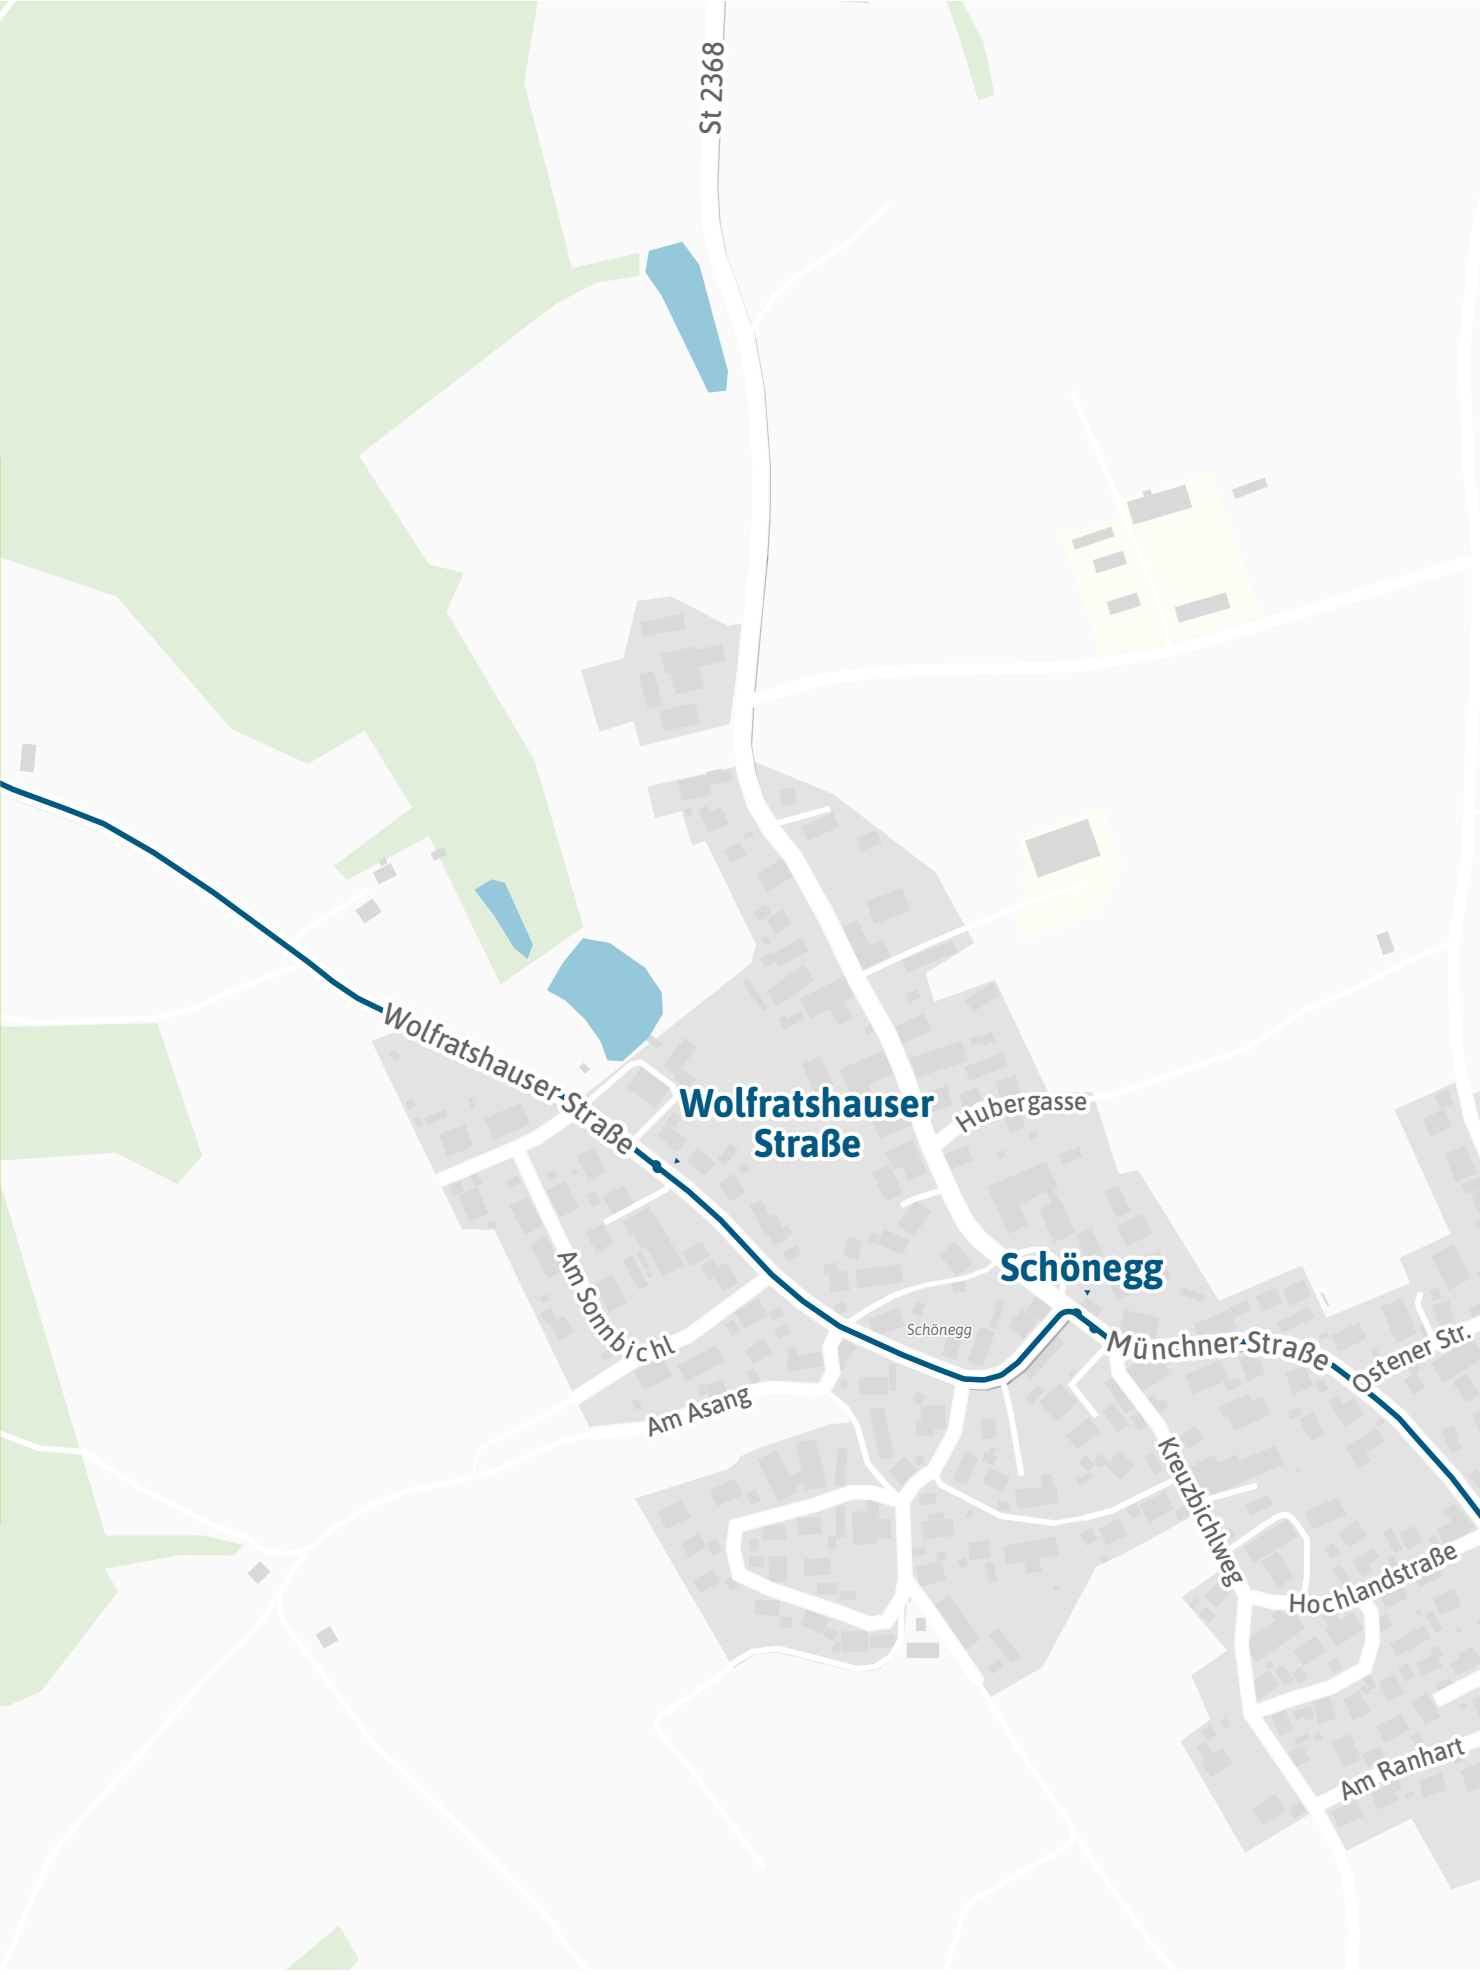 St 2368
Wolfratshauser Straße
Wolfratshauser
Straße
Hubergasse
Schönegg
Am Sonnbichl
Schönegg
Münchner Straße
Ostener Str.
Am Asang
Kreuzbichlweg
Hochlandstraße
Am Ranhart